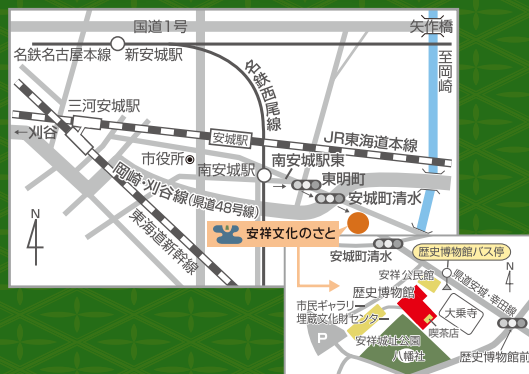 国道1号
矢作橋
名鉄名古屋本線
新安城駅
至岡崎
名鉄西尾線
三河安城駅
←刈谷
安城駅
JR東海道本線
市役所
南安城駅
南安城駅東
東明町
安城町清水
岡崎・刈谷線(県道48号線)
東海道新幹線
安祥文化のさと
N
安城町清水
歴史博物館バス停
N
安祥公民館
県道安城・幸田線
歴史博物館
市民ギャラリー
埋蔵文化財センター
大乗寺
喫茶店
P
安祥城址公園
八幡社
歴史博物館前